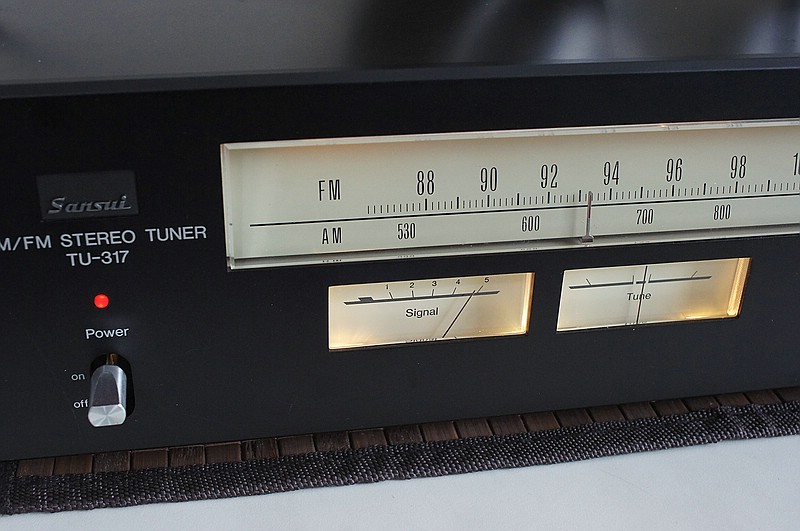 Sansui
M/FM STEREO TUNER
TU-317
Power
on
off
FM 88 90 92 94 96 98
AM 530 600 700 800
1 2 3 4 5
Signal
Tune